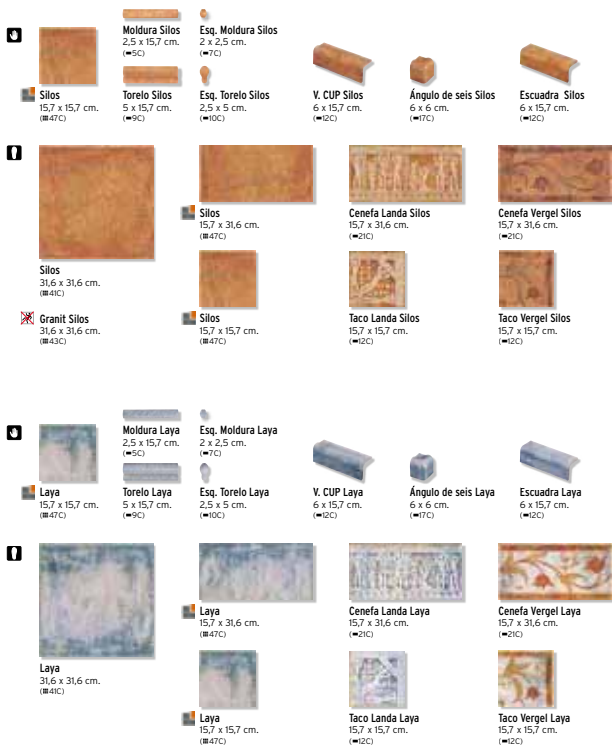 Moldura Silos
2,5 x 15,7 cm.
(=5C)
Esq. Moldura Silos
2 x 2,5 cm.
(=7C)
Silos
15,7 x 15,7 cm.
(⌗47C)
Torelo Silos
5 x 15,7 cm.
(=9C)
Esq. Torelo Silos
2,5 x 5 cm.
(=10C)
V. CUP Silos
6 x 15,7 cm.
(=12C)
Ángulo de seis Silos
6 x 6 cm.
(=17C)
Escuadra Silos
6 x 15,7 cm.
(=12C)
Silos
31,6 x 31,6 cm.
(⌗41C)
Granit Silos
31,6 x 31,6 cm.
(⌗43C)
Silos
15,7 x 31,6 cm.
(⌗47C)
Cenefa Landa Silos
15,7 x 31,6 cm.
(=21C)
Cenefa Vergel Silos
15,7 x 31,6 cm.
(=21C)
Silos
15,7 x 15,7 cm.
(⌗47C)
Taco Landa Silos
15,7 x 15,7 cm.
(=12C)
Taco Vergel Silos
15,7 x 15,7 cm.
(=12C)
Moldura Laya
2,5 x 15,7 cm.
(=5C)
Esq. Moldura Laya
2 x 2,5 cm.
(=7C)
Laya
15,7 x 15,7 cm.
(⌗47C)
Torelo Laya
5 x 15,7 cm.
(=9C)
Esq. Torelo Laya
2,5 x 5 cm.
(=10C)
V. CUP Laya
6 x 15,7 cm.
(=12C)
Ángulo de seis Laya
6 x 6 cm.
(=17C)
Escuadra Laya
6 x 15,7 cm.
(=12C)
Laya
31,6 x 31,6 cm.
(⌗41C)
Laya
15,7 x 31,6 cm.
(⌗47C)
Cenefa Landa Laya
15,7 x 31,6 cm.
(=21C)
Cenefa Vergel Laya
15,7 x 31,6 cm.
(=21C)
Laya
15,7 x 15,7 cm.
(⌗47C)
Taco Landa Laya
15,7 x 15,7 cm.
(=12C)
Taco Vergel Laya
15,7 x 15,7 cm.
(=12C)